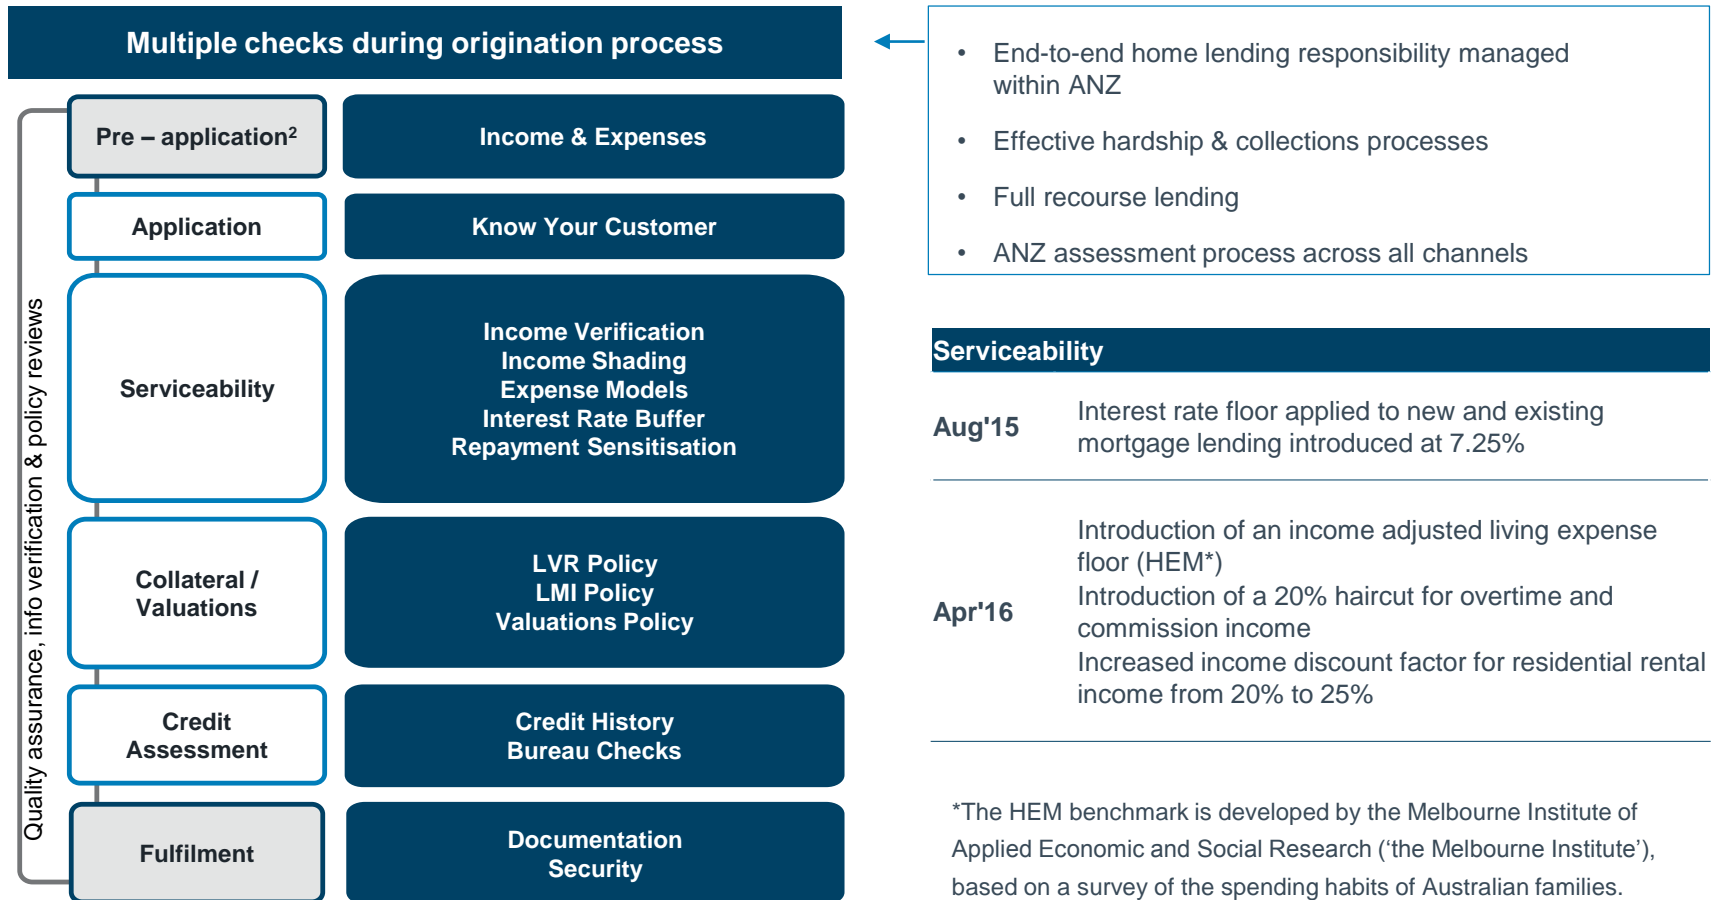 Multiple checks during origination process
Quality assurance, info verification & policy reviews
Pre – application²
Income & Expenses
Application
Know Your Customer
Serviceability
Income Verification
Income Shading
Expense Models
Interest Rate Buffer
Repayment Sensitisation
Collateral /
Valuations
LVR Policy
LMI Policy
Valuations Policy
Credit
Assessment
Credit History
Bureau Checks
Fulfilment
Documentation
Security
• End-to-end home lending responsibility managed
within ANZ
• Effective hardship & collections processes
• Full recourse lending
• ANZ assessment process across all channels
Serviceability
Aug'15
Interest rate floor applied to new and existing
mortgage lending introduced at 7.25%
Apr'16
Introduction of an income adjusted living expense
floor (HEM*)
Introduction of a 20% haircut for overtime and
commission income
Increased income discount factor for residential rental
income from 20% to 25%
*The HEM benchmark is developed by the Melbourne Institute of
Applied Economic and Social Research (‘the Melbourne Institute’),
based on a survey of the spending habits of Australian families.